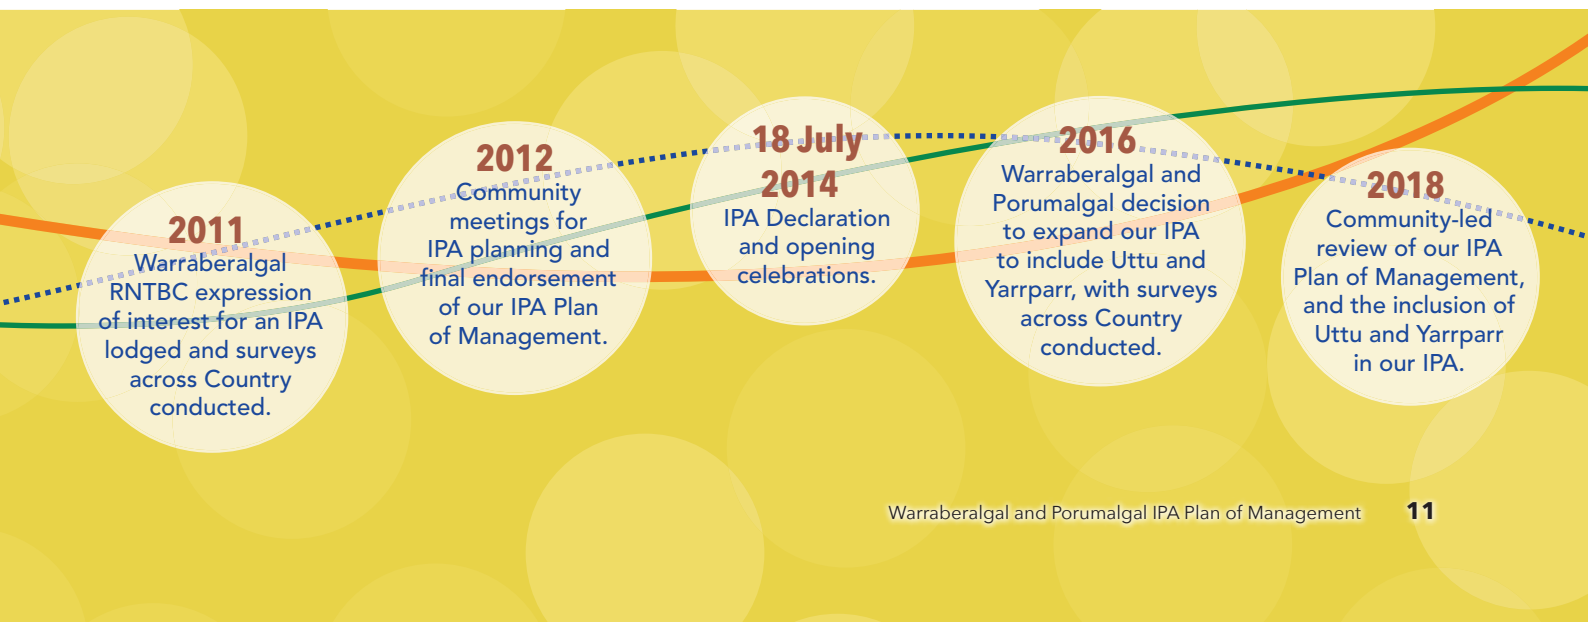 2011
Warraberalgal
RNTBC expression
of interest for an IPA
lodged and surveys
across Country
conducted.
2012
Community
meetings for
IPA planning and
final endorsement
of our IPA Plan
of Management.
18 July
2014
IPA Declaration
and opening
celebrations.
2016
Warraberalgal and
Porumalgal decision
to expand our IPA
to include Uttu and
Yarrparr, with surveys
across Country
conducted.
2018
Community-led
review of our IPA
Plan of Management,
and the inclusion of
Uttu and Yarrparr
in our IPA.
Warraberalgal and Porumalgal IPA Plan of Management 11